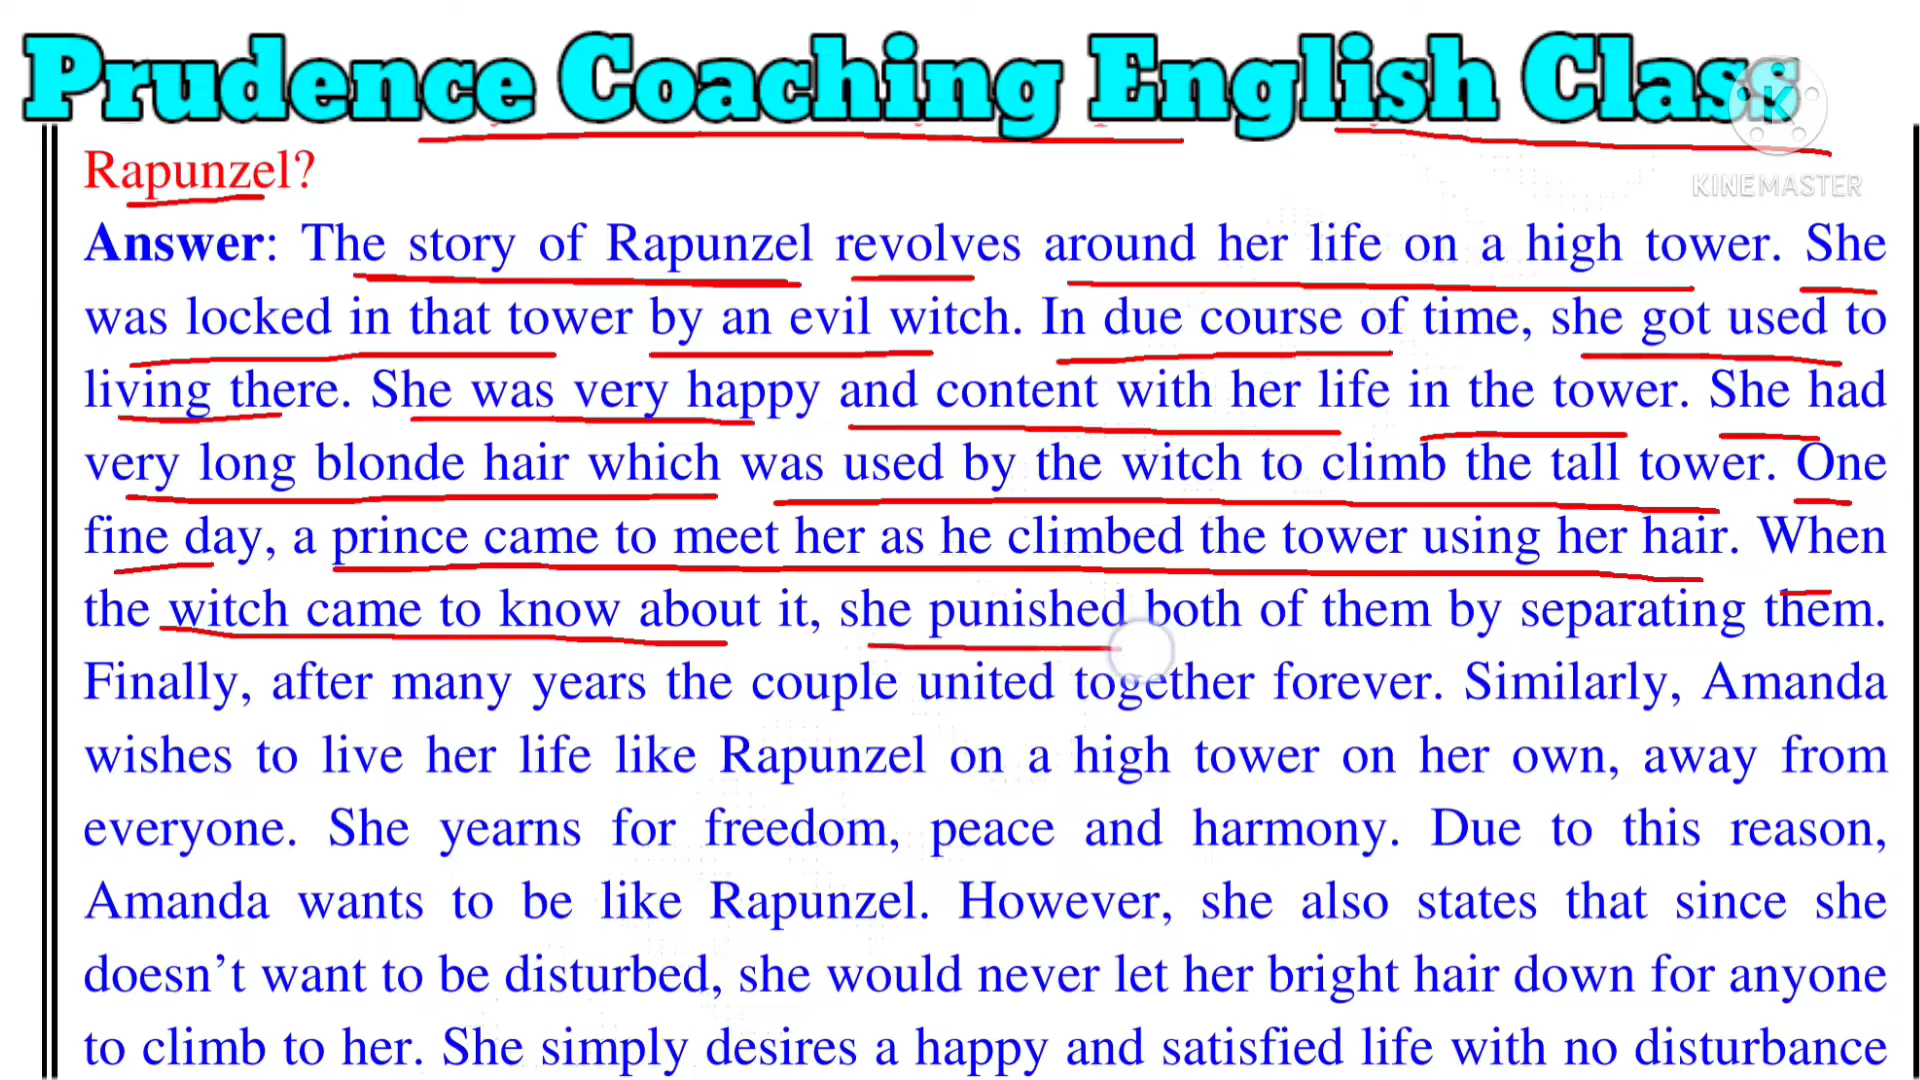 Prudence Coaching English Class
KINEMASTER
Rapunzel?
Answer: The story of Rapunzel revolves around her life on a high tower. She
was locked in that tower by an evil witch. In due course of time, she got used to
living there. She was very happy and content with her life in the tower. She had
very long blonde hair which was used by the witch to climb the tall tower. One
fine day, a prince came to meet her as he climbed the tower using her hair. When
the witch came to know about it, she punished both of them by separating them.
Finally, after many years the couple united together forever. Similarly, Amanda
wishes to live her life like Rapunzel on a high tower on her own, away from
everyone. She yearns for freedom, peace and harmony. Due to this reason,
Amanda wants to be like Rapunzel. However, she also states that since she
doesn’t want to be disturbed, she would never let her bright hair down for anyone
to climb to her. She simply desires a happy and satisfied life with no disturbance